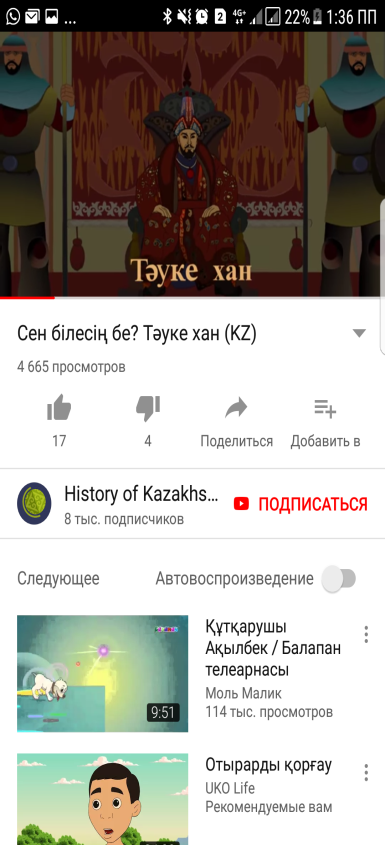 2 4G+ 22% 1:36 ПП
Тәуке хан
Сен білесің бе? Тәуке хан (KZ)
4 665 просмотров
17 4 Поделиться Добавить в
History of Kazakhs... ПОДПИСАТЬСЯ
8 тыс. подписчиков
Следующее Автовоспроизведение
Құтқарушы
Ақылбек / Балапан
телеарнасы
Моль Малик
114 тыс. просмотров
9:51
Отырарды қорғау
UKO Life
Рекомендуемые вам